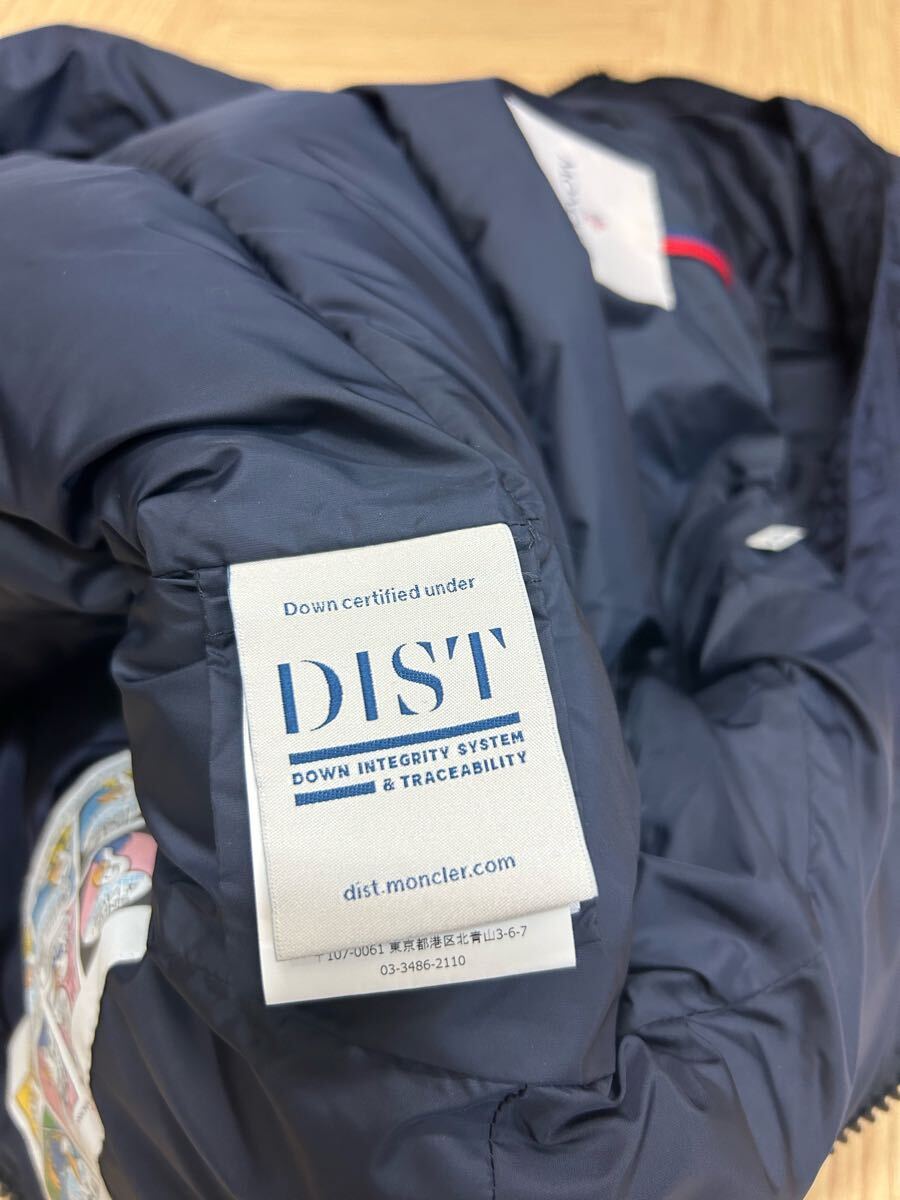 Down certified under
DIST
DOWN INTEGRITY SYSTEM
& TRACEABILITY
dist.moncler.com
〒107-0061 東京都港区北青山3-6-7
03-3486-2110